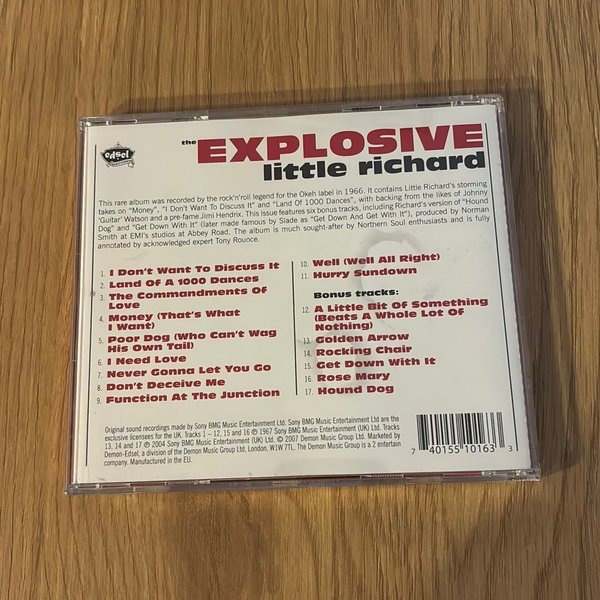 edsel
the EXPLOSIVE
little richard
This rare album was recorded by the rock'n'roll legend for the Okeh label in 1966. It contains Little Richard's storming
takes on "Money", "I Don't Want To Discuss It" and "Land Of 1000 Dances", with backing from the likes of Johnny
'Guitar' Watson and a pre-fame Jimi Hendrix. This issue features six bonus tracks, including Richard's version of "Hound
Dog" and "Get Down With It" (later made famous by Slade as "Get Down And Get With It"), produced by Norman
Smith at EMI's studios at Abbey Road. The album is much sought-after by Northern Soul enthusiasts and is fully
annotated by acknowledged expert Tony Rounce.
1. I Don't Want To Discuss It
2. Land Of A 1000 Dances
3. The Commandments Of
Love
4. Money (That's What
I Want)
5. Poor Dog (Who Can't Wag
His Own Tail)
6. I Need Love
7. Never Gonna Let You Go
8. Don't Deceive Me
9. Function At The Junction
10. Well (Well All Right)
11. Hurry Sundown
Bonus tracks:
12. A Little Bit Of Something
(Beats A Whole Lot Of
Nothing)
13. Golden Arrow
14. Rocking Chair
15. Get Down With It
16. Rose Mary
17. Hound Dog
Original sound recordings made by Sony BMG Music Entertainment Ltd. Sony BMG Music Entertainment Ltd are the
exclusive licensees for the UK. Tracks 1 – 12, 15 and 16 ℗ 1967 Sony BMG Music Entertainment (UK) Ltd. Tracks
13, 14 and 17 ℗ 2004 Sony BMG Music Entertainment (UK) Ltd. © 2007 Demon Music Group Ltd. Marketed by
Demon-Edsel, a division of the Demon Music Group Ltd, London, W1W 7TL. The Demon Music Group is a 2 entertain
company. Manufactured in the EU.
7 40155 10163 3